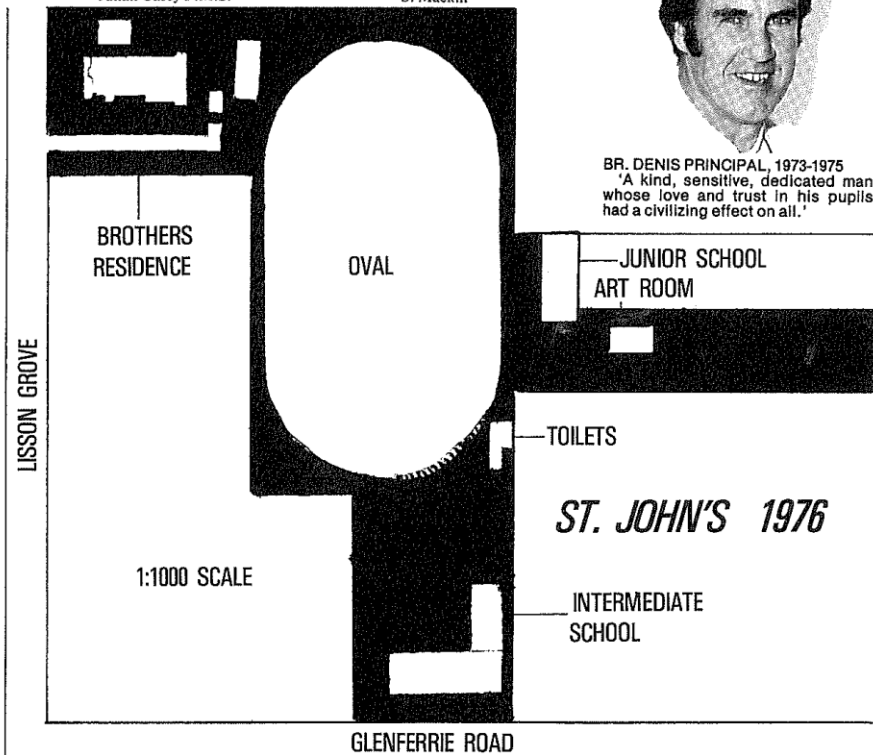 BR. DENIS PRINCIPAL, 1973-1975
'A kind, sensitive, dedicated man
whose love and trust in his pupils
had a civilizing effect on all.'
BROTHERS
RESIDENCE
OVAL
JUNIOR SCHOOL
ART ROOM
LISSON GROVE
TOILETS
ST. JOHN'S 1976
1:1000 SCALE
INTERMEDIATE
SCHOOL
GLENFERRIE ROAD